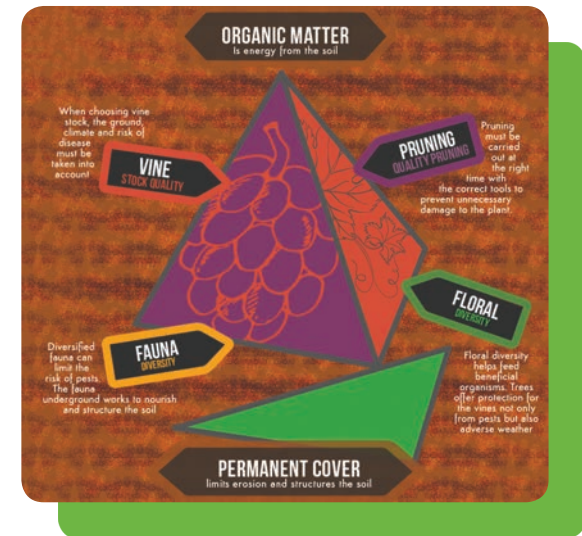 ORGANIC MATTER
Is energy from the soil
When choosing vine
stock, the ground,
climate and risk of
disease
must be
taken into
account
VINE
STOCK QUALITY
PRUNING
QUALITY PRUNING
Pruning
must be
carried
out at
the right
time with
the correct tools to
prevent unnecessary
damage to the plant.
FLORAL
DIVERSITY
Floral diversity
helps feed
beneficial
organisms. Trees
offer protection for
the vines not only
from pests but also
adverse weather
FAUNA
DIVERSITY
Diversified
fauna can
limit the
risk of pests.
The fauna
underground works to nourish
and structure the soil
PERMANENT COVER
limits erosion and structures the soil